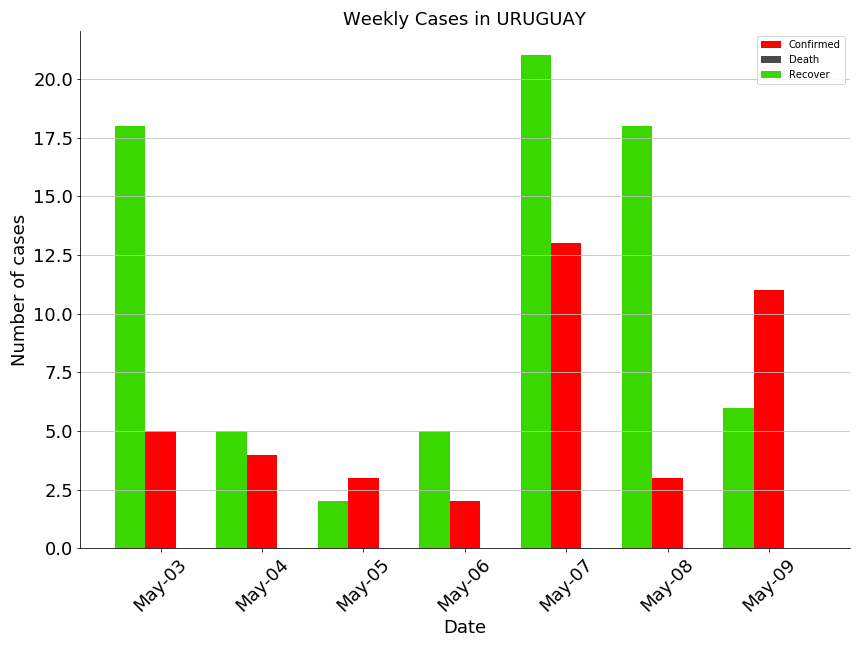 Weekly Cases in URUGUAY
Confirmed
Death
Recover
Number of cases
20.0
17.5
15.0
12.5
10.0
7.5
5.0
2.5
0.0
May-03
May-04
May-05
May-06
May-07
May-08
May-09
Date